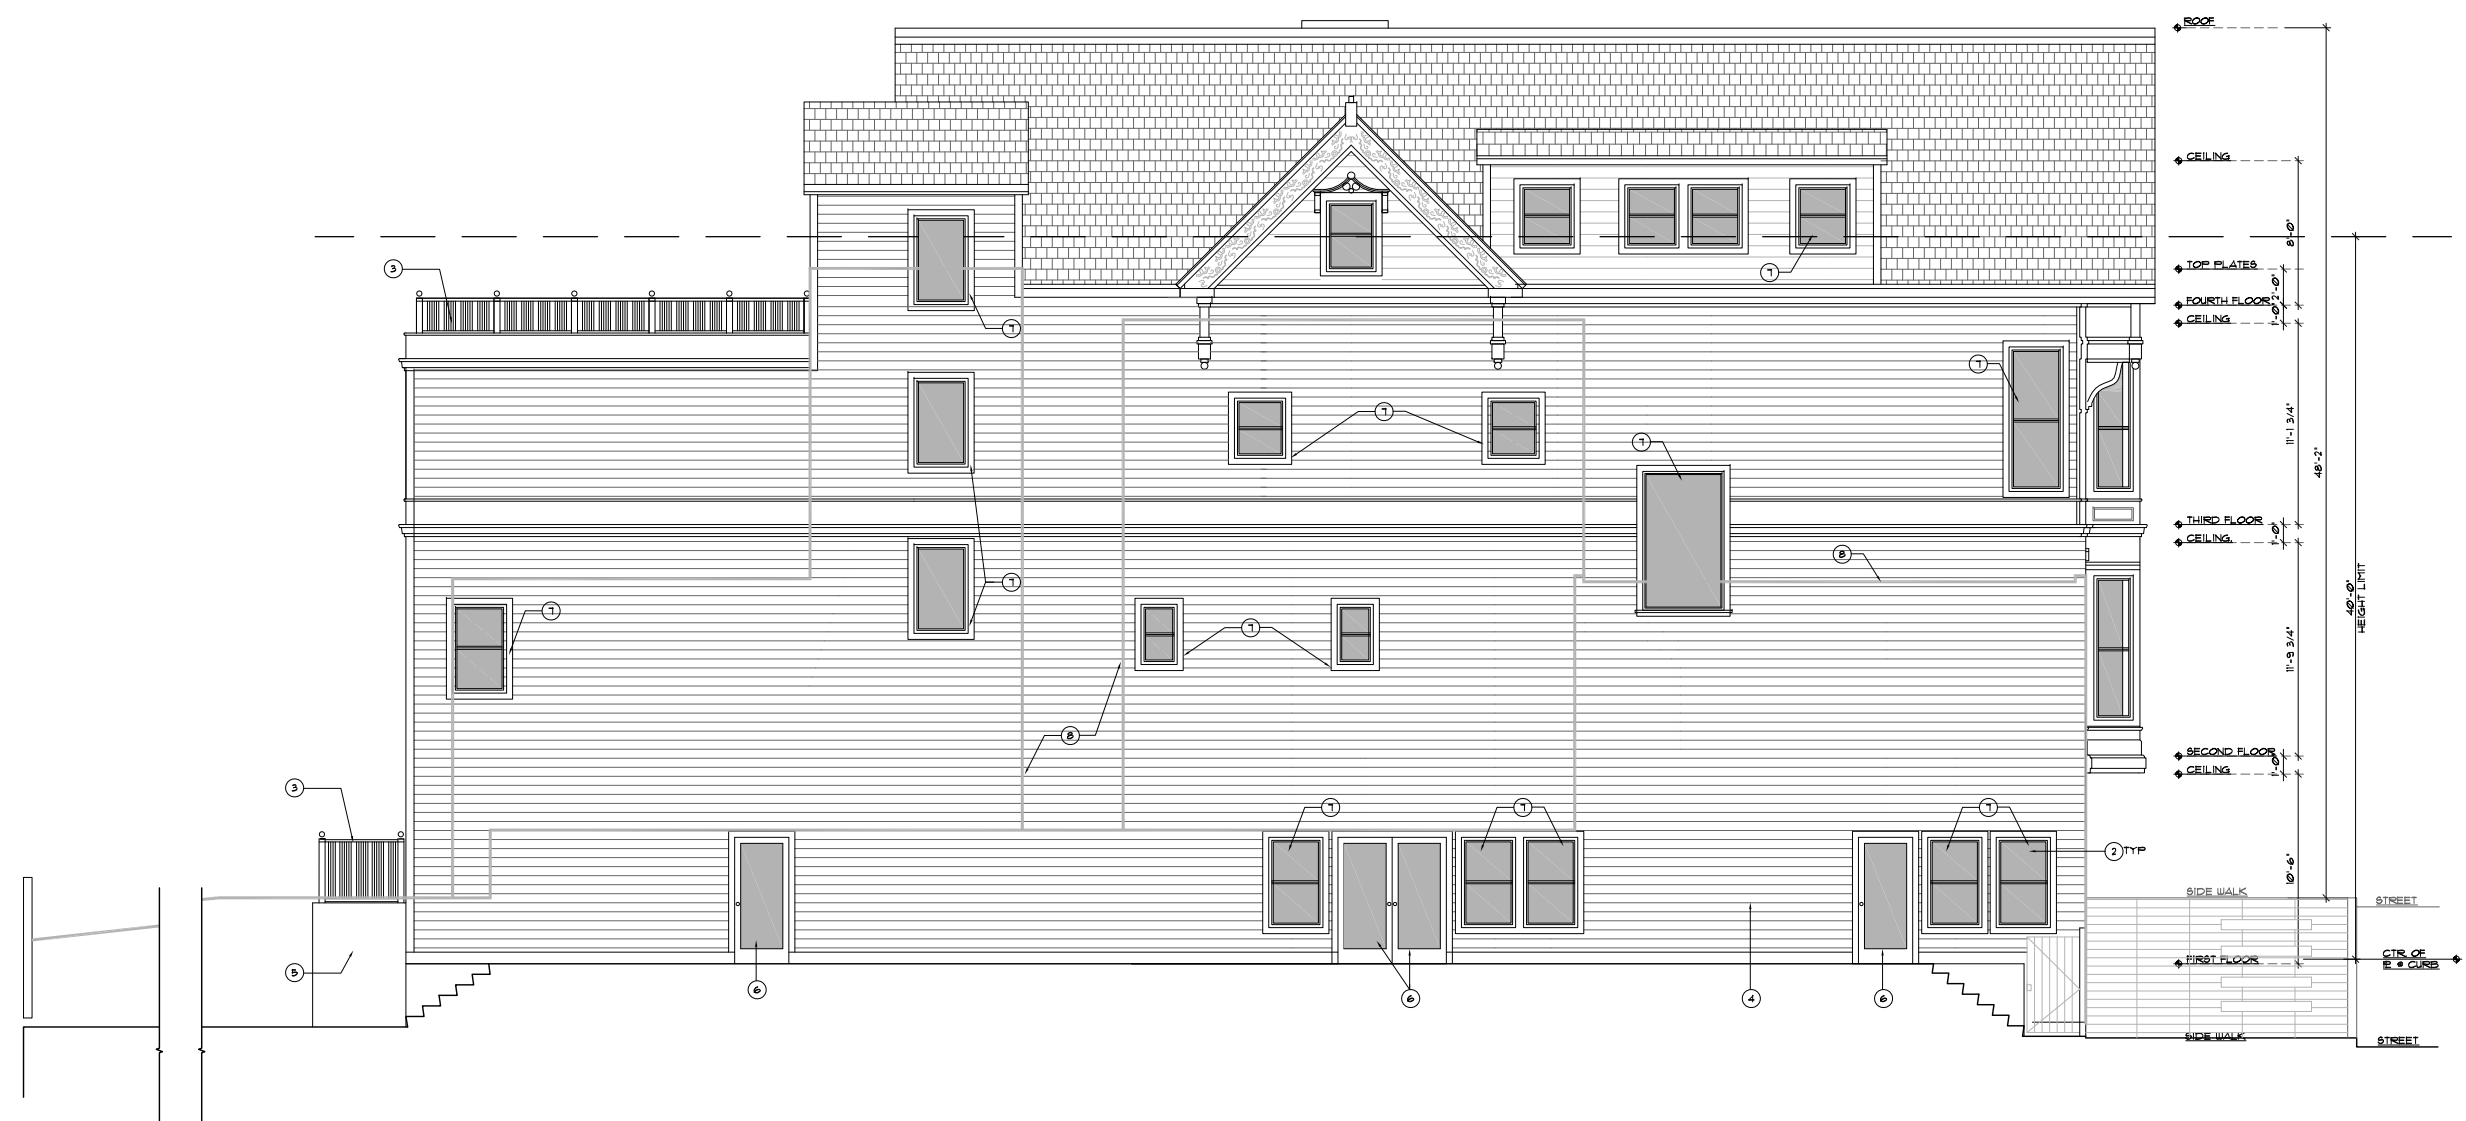 ROOF
CEILING
8'-0"
3
TOP PLATES
7
2'-0"
FOURTH FLOOR
1'-0"
CEILING
7
7
7
11'-1 3/4"
7
48'-2"
THIRD FLOOR
1'-0"
CEILING
8
7
40'-0"
HEIGHT LIMIT
7
7
11'-9 3/4"
8
SECOND FLOOR
1'-0"
CEILING
3
7
7
7
2 TYP
10'-6"
SIDE WALK
STREET
5
FIRST FLOOR
CTR. OF
@ CURB
6
6
4
6
SIDE WALK
STREET